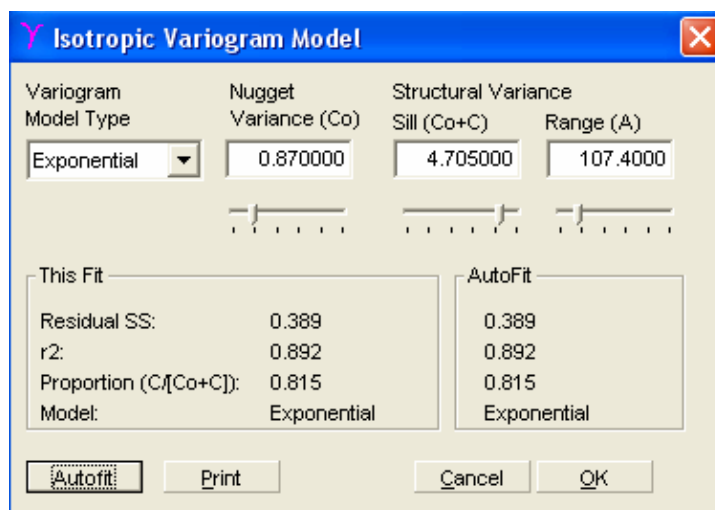 γ Isotropic Variogram Model
Variogram Nugget Structural Variance
Model Type Variance (Co) Sill (Co+C) Range (A)
Exponential 0.870000 4.705000 107.4000
This Fit AutoFit
Residual SS: 0.389 0.389
r2: 0.892 0.892
Proportion (C/[Co+C]): 0.815 0.815
Model: Exponential Exponential
Autofit Print Cancel OK